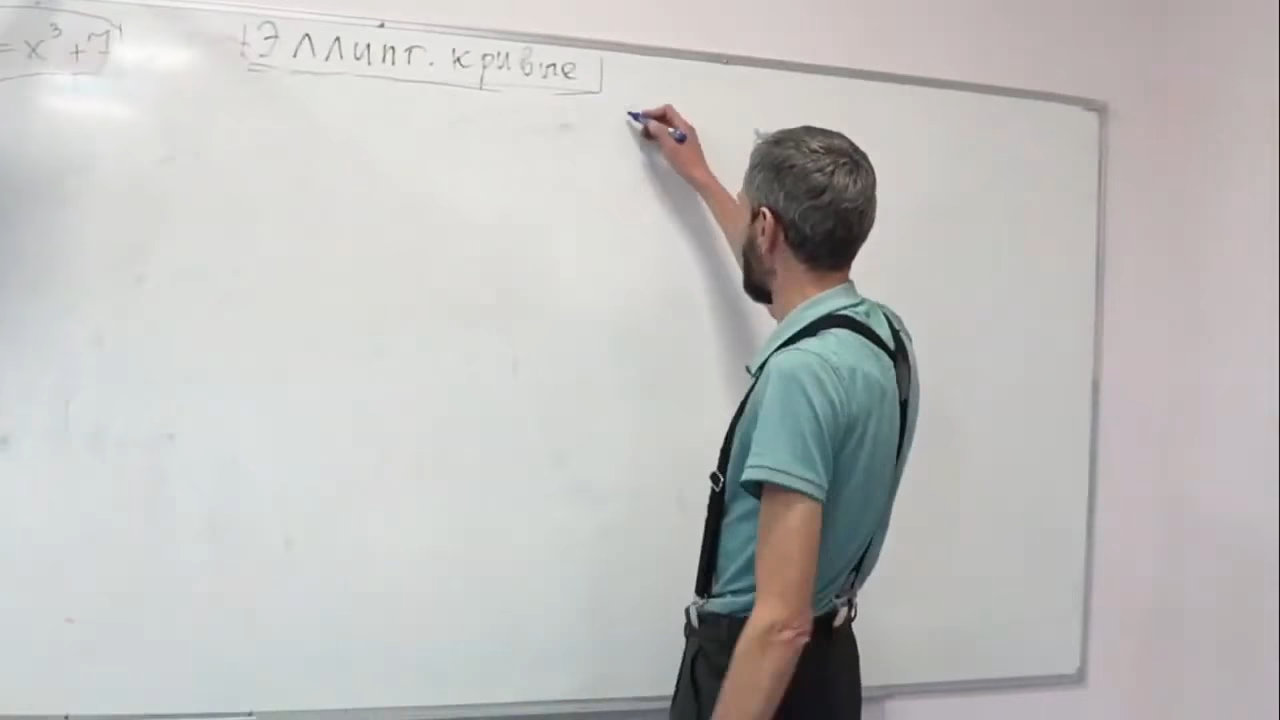 = x³ + 7
Эллипт. кривые